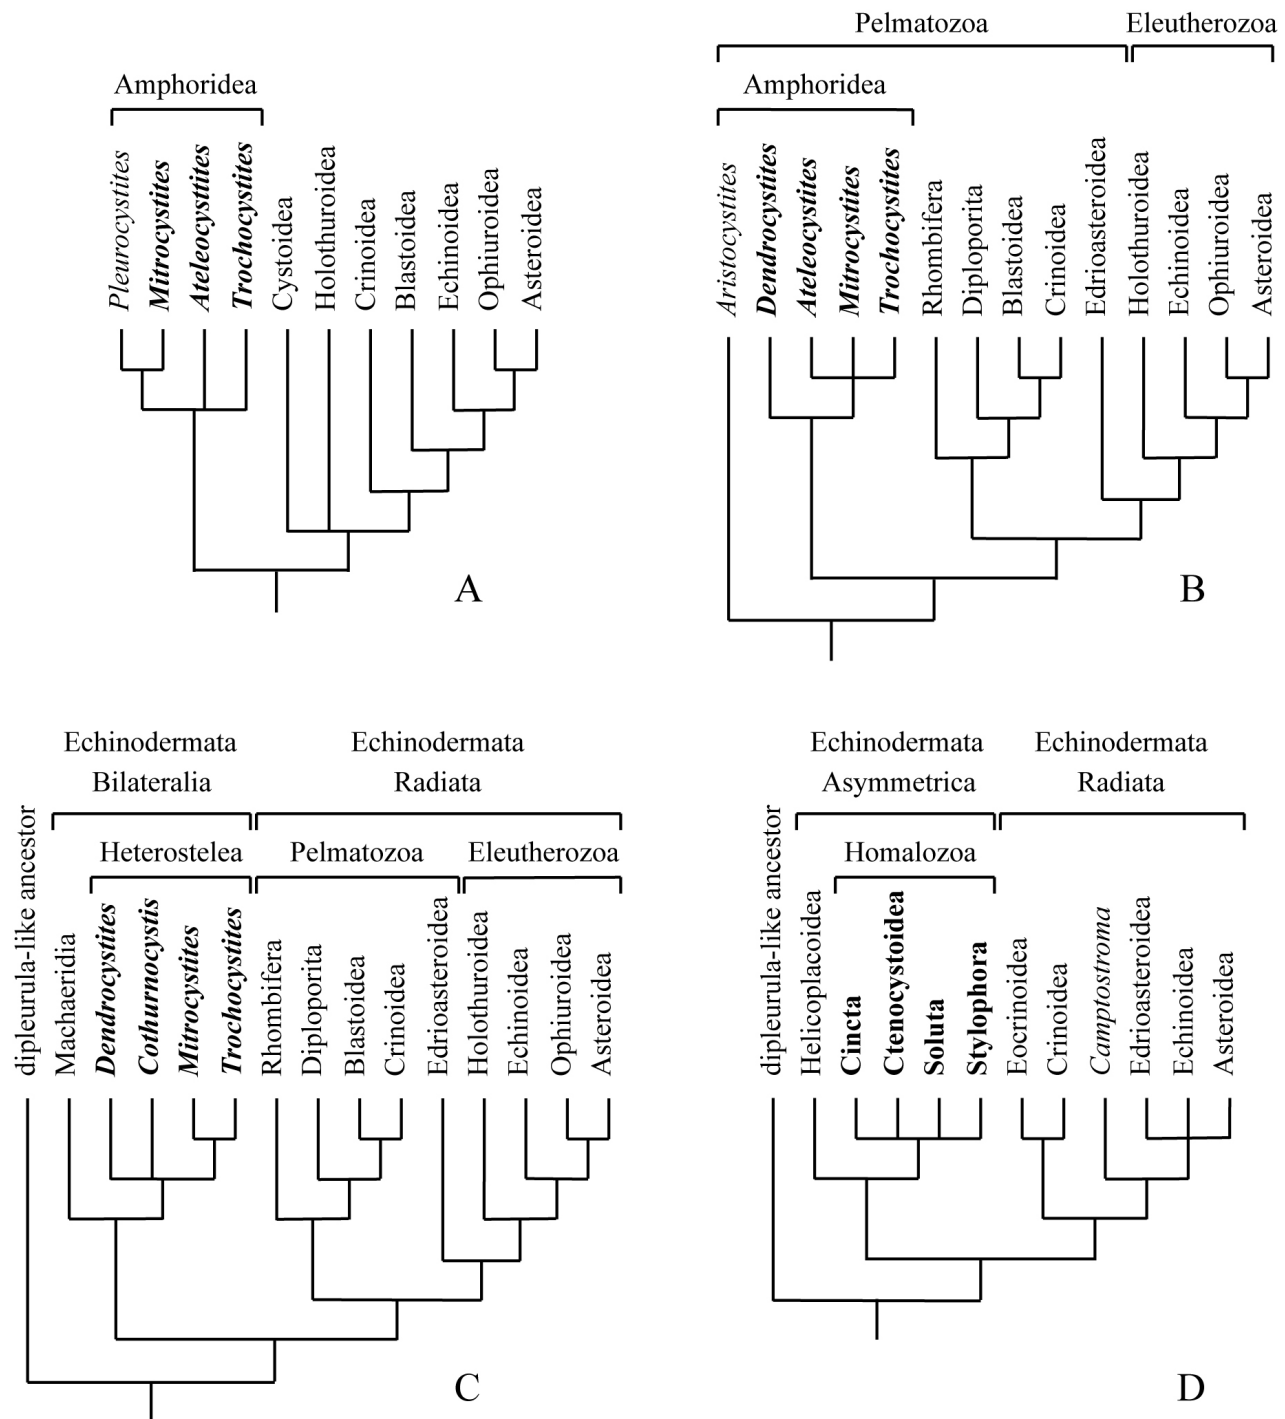 Amphoridea
Pleurocystites
Mitrocystites
Ateleocysttites
Trochocystites
Cystoidea
Holothuroidea
Crinoidea
Blastoidea
Echinoidea
Ophiuroidea
Asteroidea
A
Pelmatozoa
Eleutherozoa
Amphoridea
Aristocystites
Dendrocystites
Ateleocystites
Mitrocystites
Trochocystites
Rhombifera
Diploporita
Blastoidea
Crinoidea
Edrioasteroidea
Holothuroidea
Echinoidea
Ophiuroidea
Asteroidea
B
Echinodermata
Bilateralia
Echinodermata
Radiata
Heterostelea
Pelmatozoa
Eleutherozoa
dipleurula-like ancestor
Machaeridia
Dendrocystites
Cothurnocystis
Mitrocystites
Trochocystites
Rhombifera
Diploporita
Blastoidea
Crinoidea
Edrioasteroidea
Holothuroidea
Echinoidea
Ophiuroidea
Asteroidea
C
Echinodermata
Asymmetrica
Echinodermata
Radiata
Homalozoa
dipleurula-like ancestor
Helicoplacoidea
Cincta
Ctenocystoidea
Soluta
Stylophora
Eocrinoidea
Crinoidea
Camptostroma
Edrioasteroidea
Echinoidea
Asteroidea
D